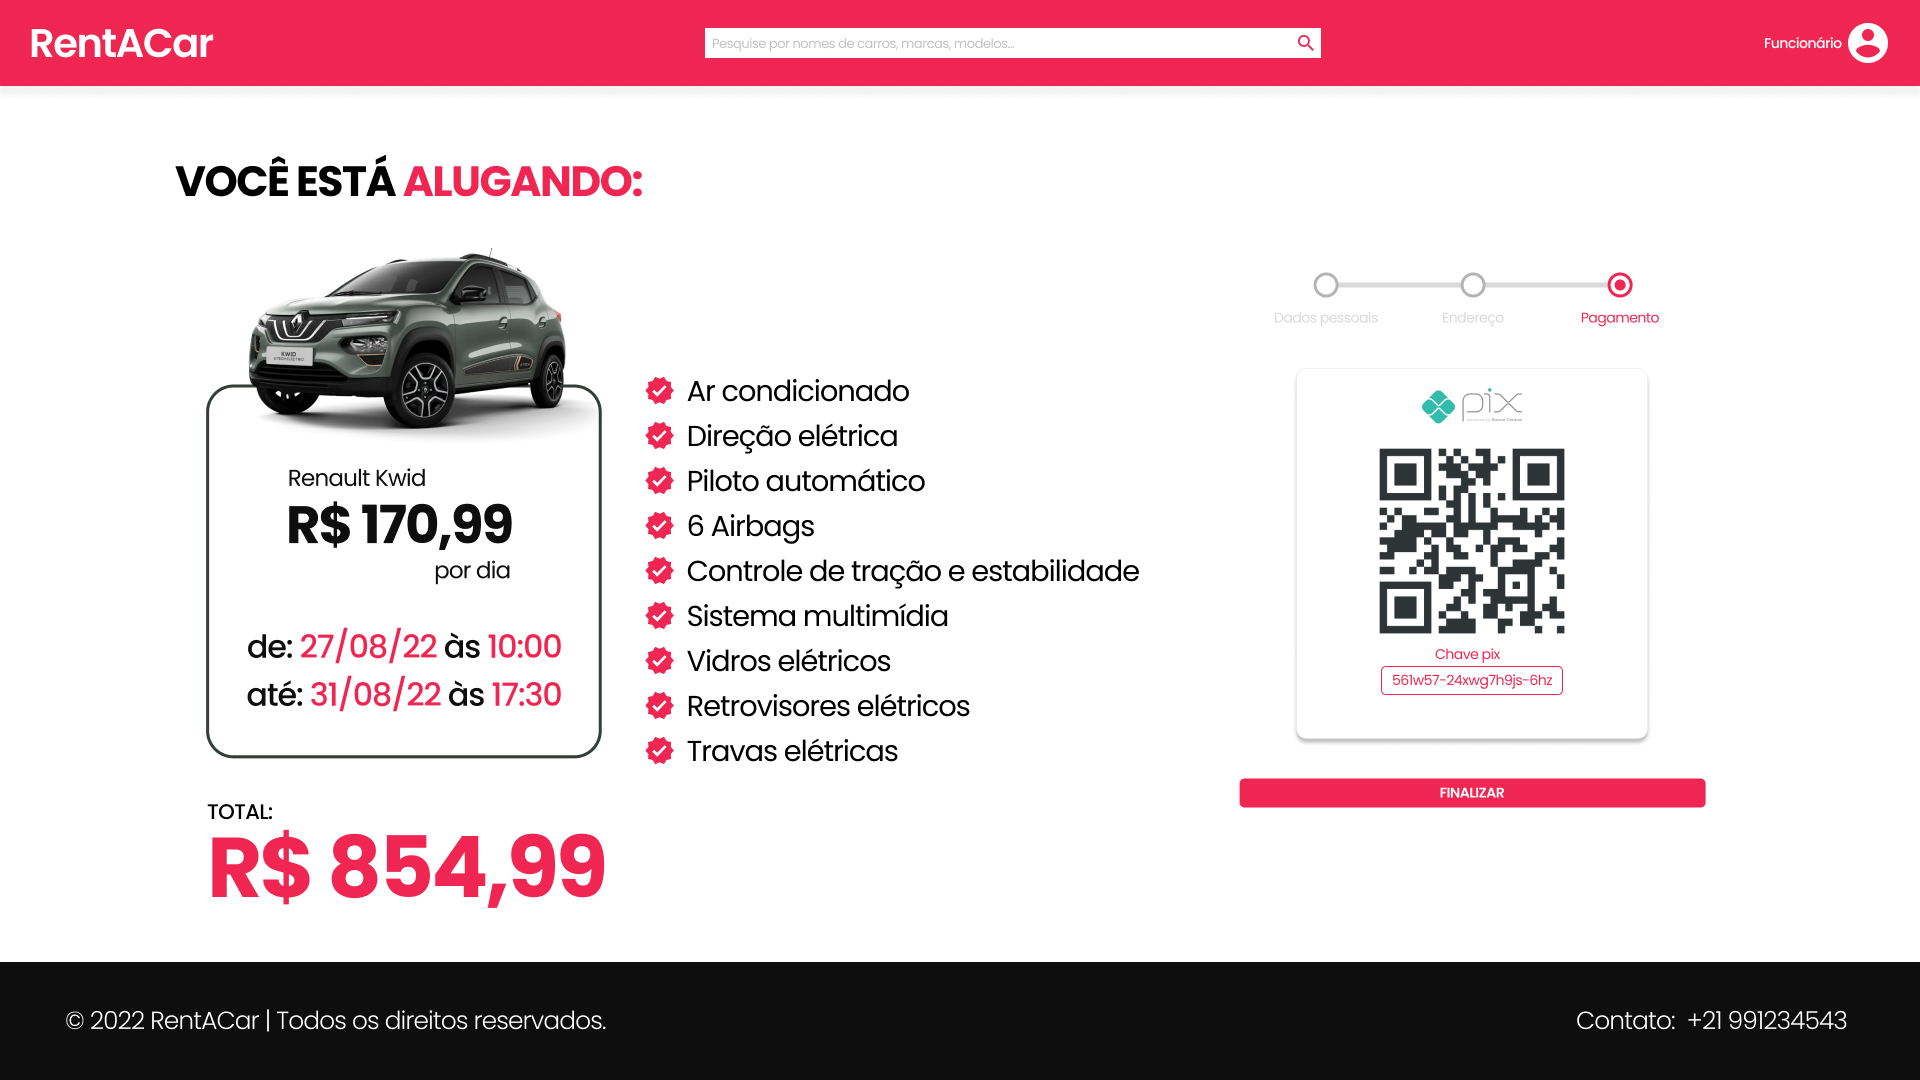 RentACar
Pesquise por nomes de carros, marcas, modelos...
Funcionário
VOCÊ ESTÁ ALUGANDO:
KWID
Renault Kwid
R$ 170,99
por dia
de: 27/08/22 às 10:00
até: 31/08/22 às 17:30
TOTAL:
R$ 854,99
Ar condicionado
Direção elétrica
Piloto automático
6 Airbags
Controle de tração e estabilidade
Sistema multimídia
Vidros elétricos
Retrovisores elétricos
Travas elétricas
Dados pessoais
Endereço
Pagamento
pix
Banco Central
Chave pix
561w57-24xwg7h9js-6hz
FINALIZAR
© 2022 RentACar | Todos os direitos reservados.
Contato: +21 991234543